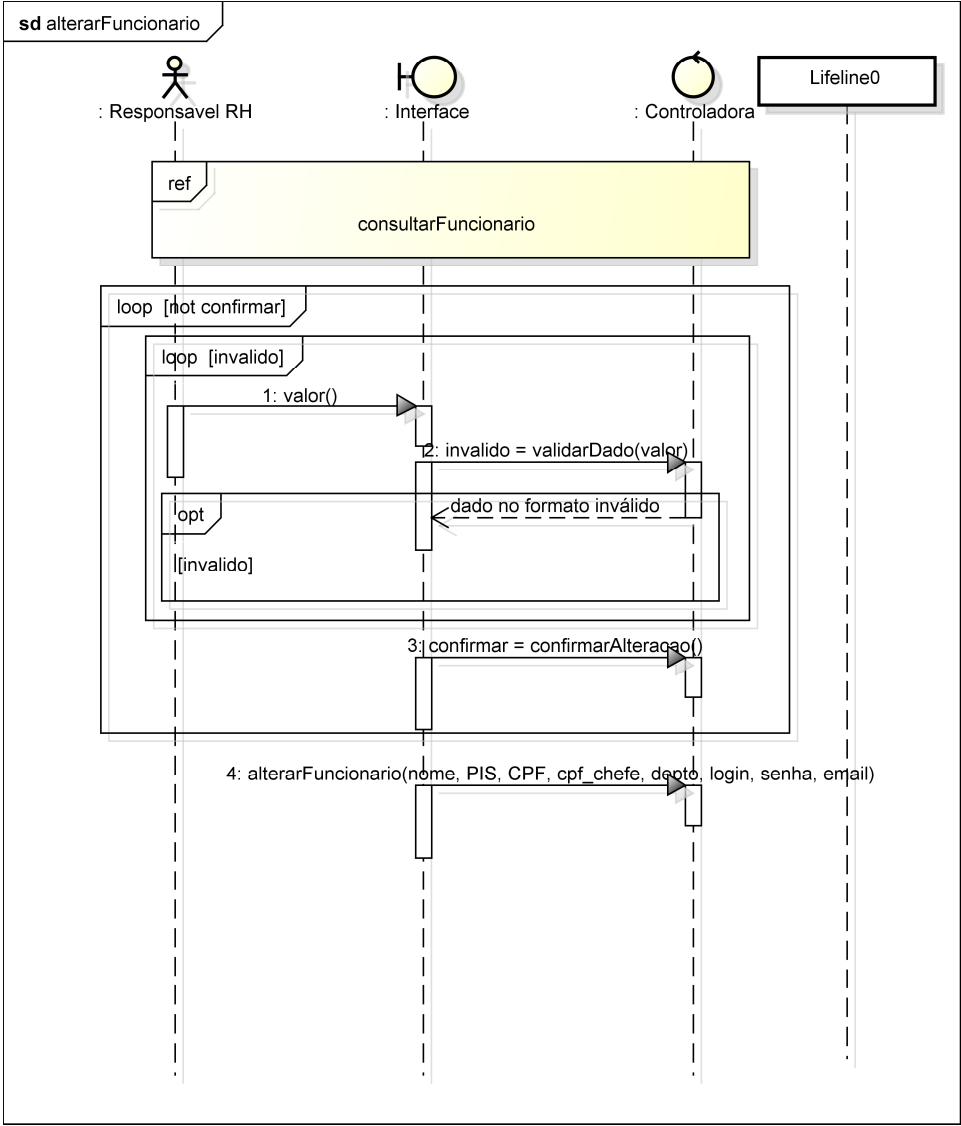 sd alterarFuncionario
: Responsavel RH
: Interface
: Controladora
Lifeline0
ref
consultarFuncionario
loop [not confirmar]
loop [invalido]
1: valor()
2: invalido = validarDado(valor)
opt
dado no formato inválido
[invalido]
3: confirmar = confirmarAlteracao()
4: alterarFuncionario(nome, PIS, CPF, cpf_chefe, depto, login, senha, email)